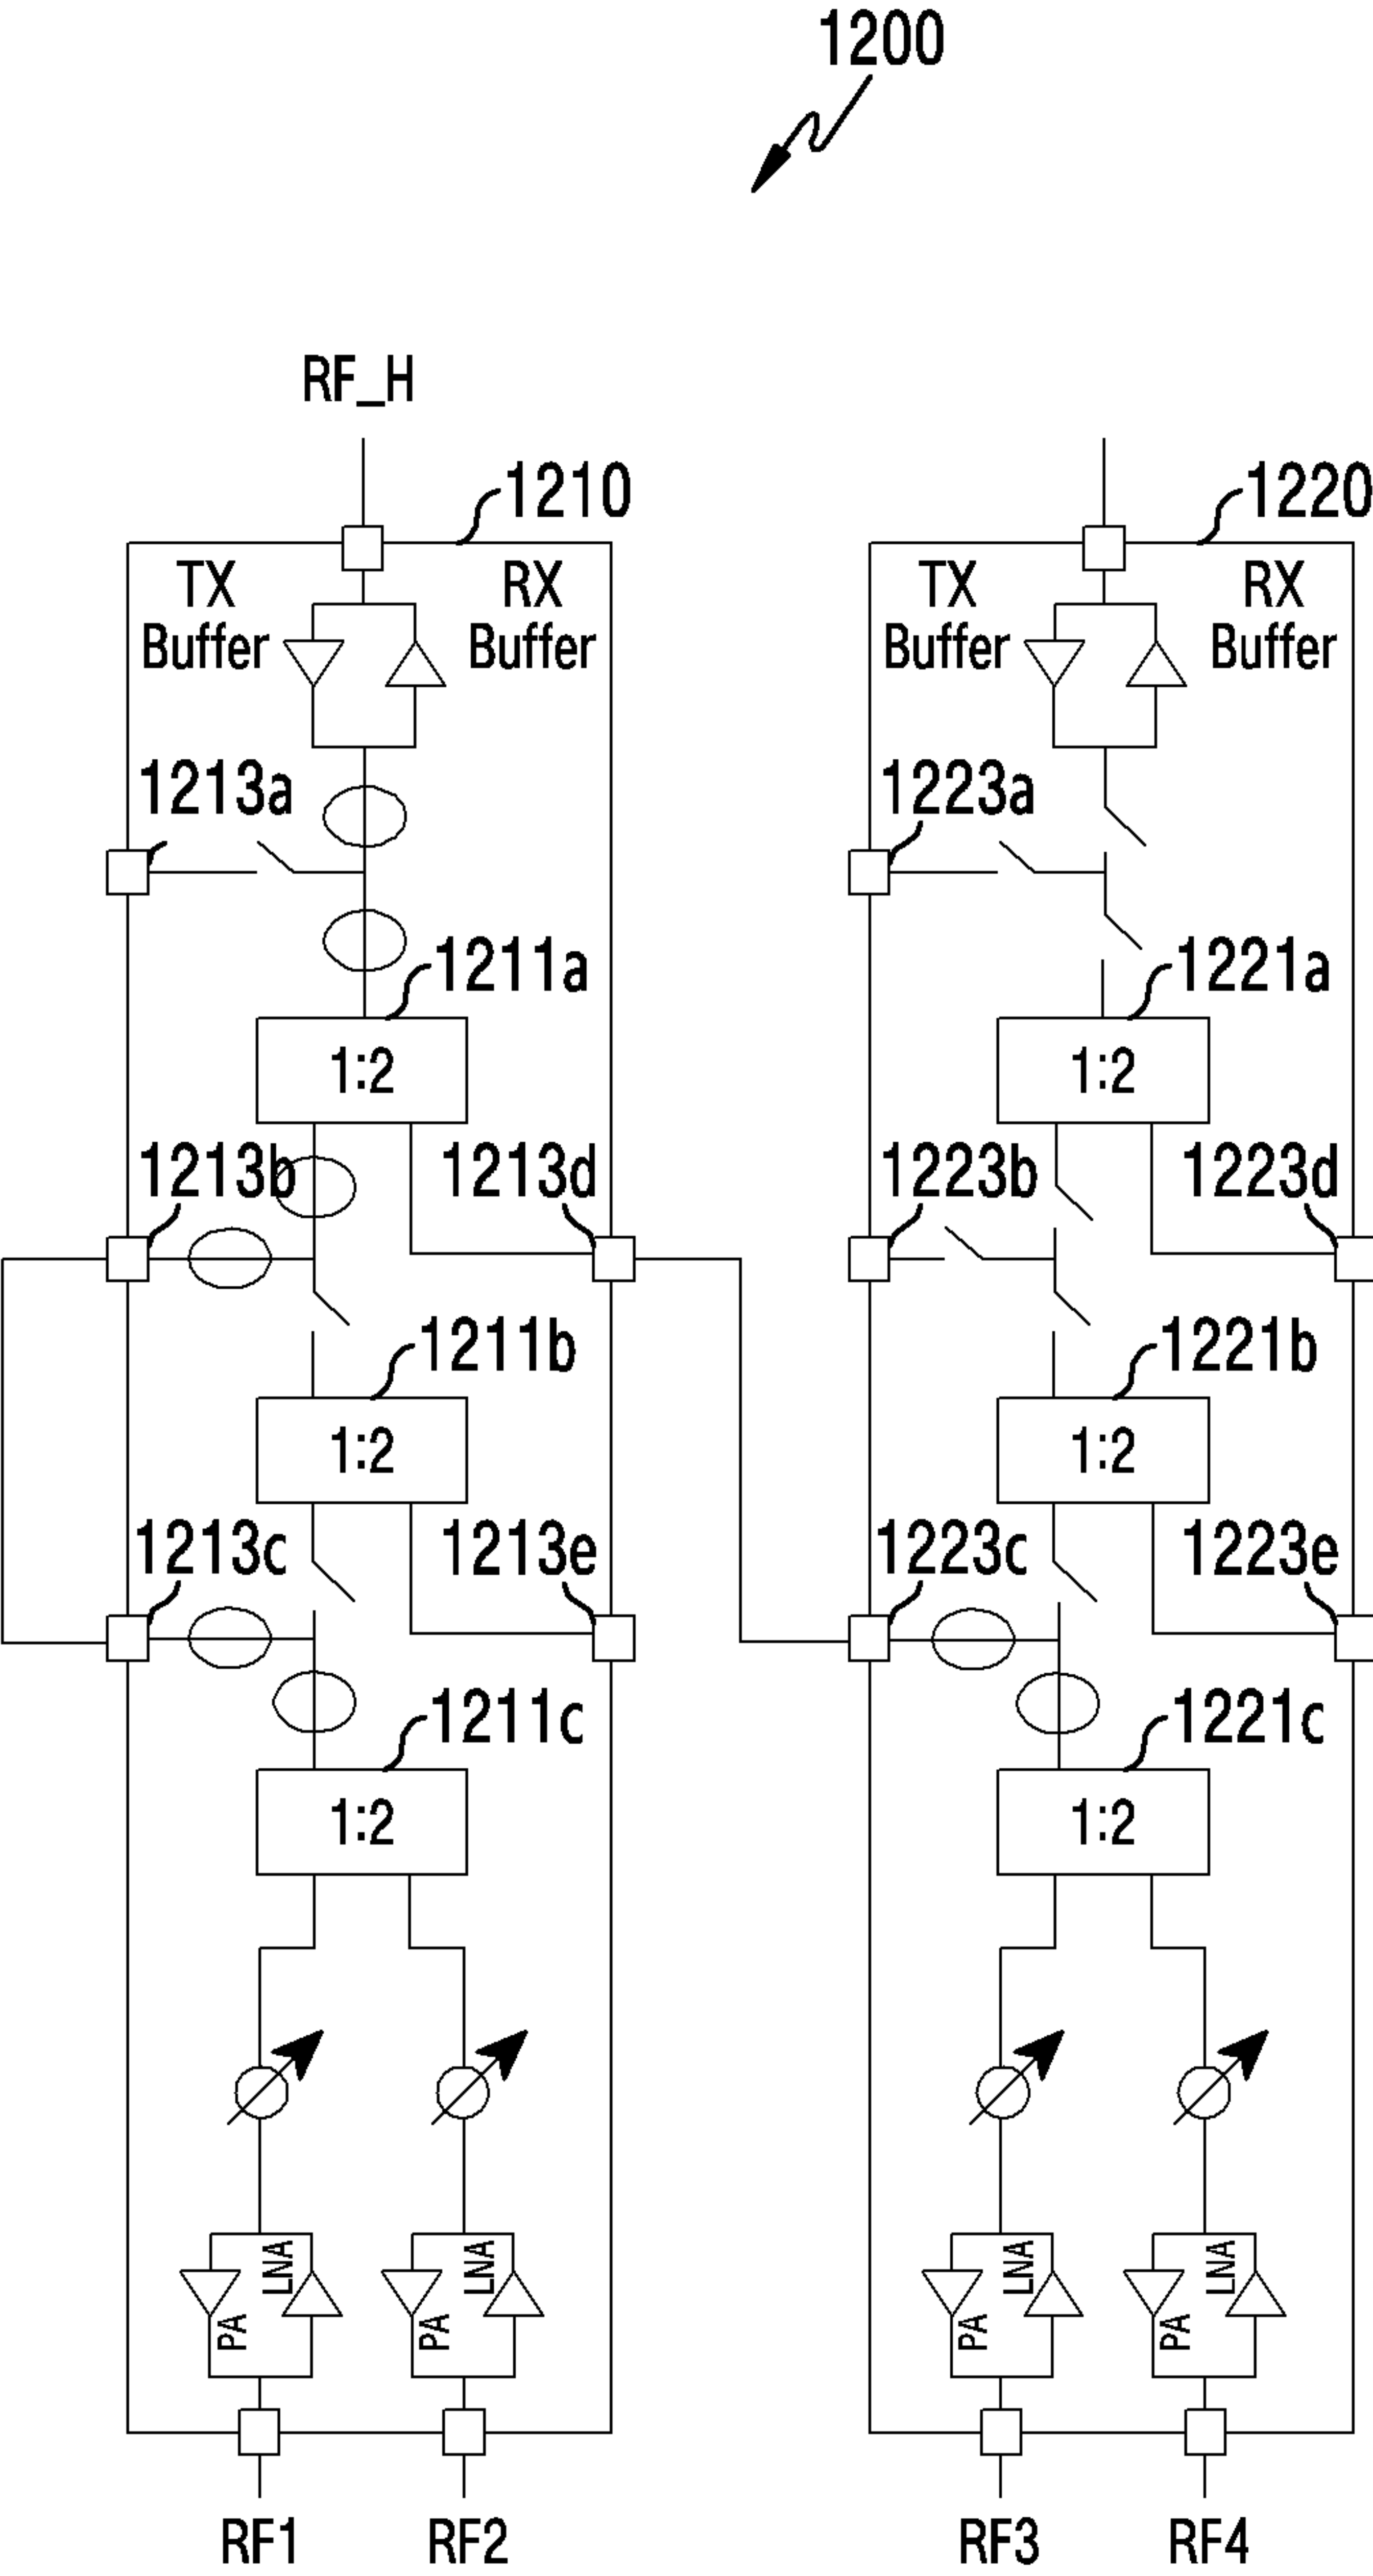 1200
RF_H
1210
1220
TX Buffer
RX Buffer
TX Buffer
RX Buffer
1213a
1223a
1211a
1221a
1:2
1:2
1213b
1213d
1223b
1223d
1211b
1221b
1:2
1:2
1213c
1213e
1223c
1223e
1211c
1221c
1:2
1:2
PA
LNA
PA
LNA
PA
LNA
PA
LNA
RF1
RF2
RF3
RF4